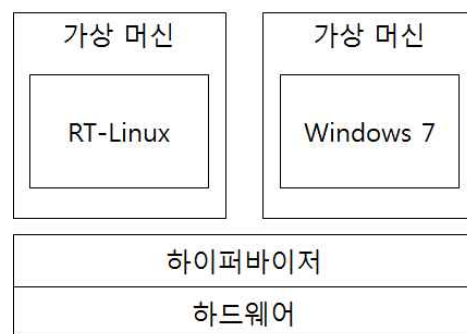 가상 머신
RT-Linux
가상 머신
Windows 7
하이퍼바이저
하드웨어